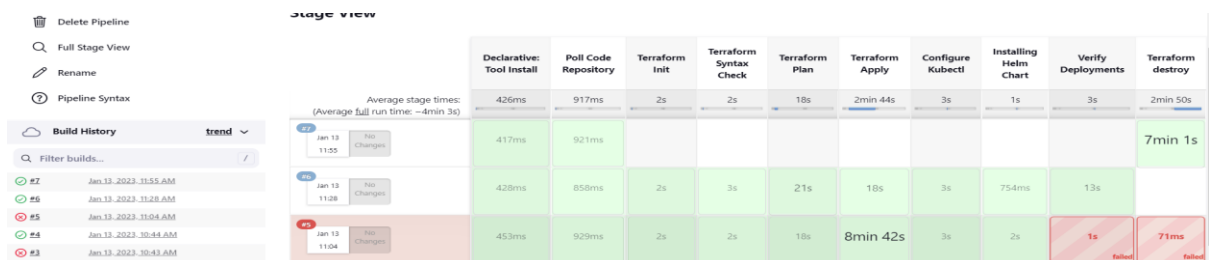 Delete Pipeline
Full Stage View
Rename
Pipeline Syntax
Build History trend
Filter builds... /
#7 Jan 13, 2023, 11:55 AM
#6 Jan 13, 2023, 11:28 AM
#5 Jan 13, 2023, 11:04 AM
#4 Jan 13, 2023, 10:44 AM
#3 Jan 13, 2023, 10:43 AM
Stage View
Declarative: Tool Install Poll Code Repository Terraform Init Terraform Syntax Check Terraform Plan Terraform Apply Configure Kubectl Installing Helm Chart Verify Deployments Terraform destroy
Average stage times: 426ms 917ms 2s 2s 18s 2min 44s 3s 1s 3s 2min 50s
(Average full run time: ~4min 3s)
#7
Jan 13 No Changes 417ms 921ms 7min 1s
11:55
#6
Jan 13 No Changes 428ms 858ms 2s 3s 21s 18s 3s 754ms 13s
11:28
#5
Jan 13 No Changes 453ms 929ms 2s 2s 18s 8min 42s 3s 2s 1s 71ms
11:04 failed failed